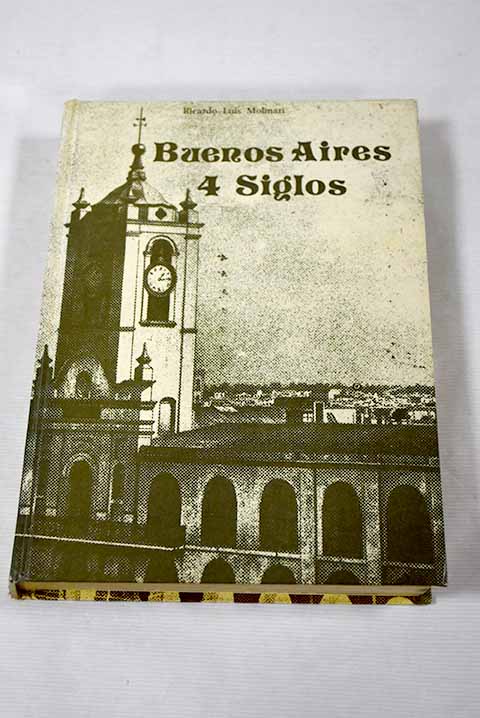 Ricardo Luis Molinari
Buenos Aires
4 Siglos